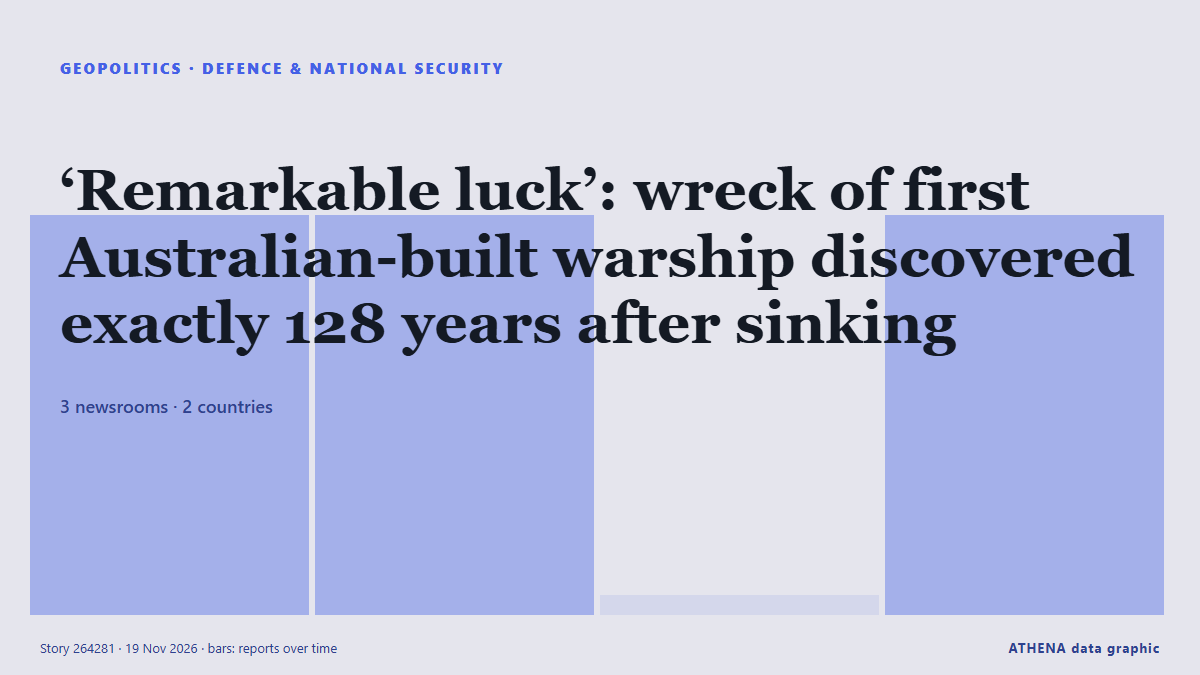 GEOPOLITICS · DEFENCE & NATIONAL SECURITY
‘Remarkable luck’: wreck of first
Australian-built warship discovered
exactly 128 years after sinking
3 newsrooms · 2 countries
Story 264281 · 19 Nov 2026 · bars: reports over time
ATHENA data graphic